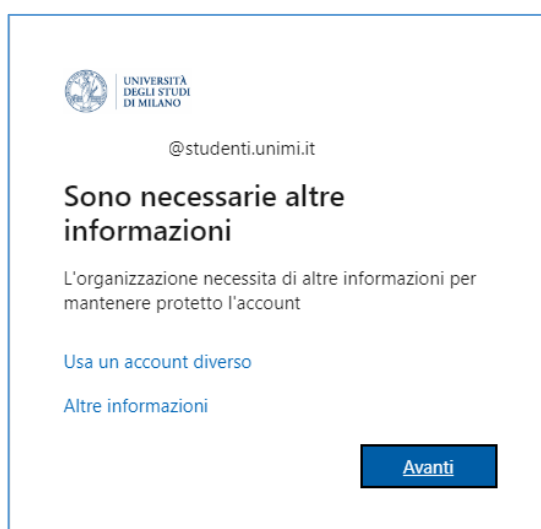 UNIVERSITÀ
DEGLI STUDI
DI MILANO
@studenti.unimi.it
Sono necessarie altre
informazioni
L'organizzazione necessita di altre informazioni per
mantenere protetto l'account
Usa un account diverso
Altre informazioni
Avanti